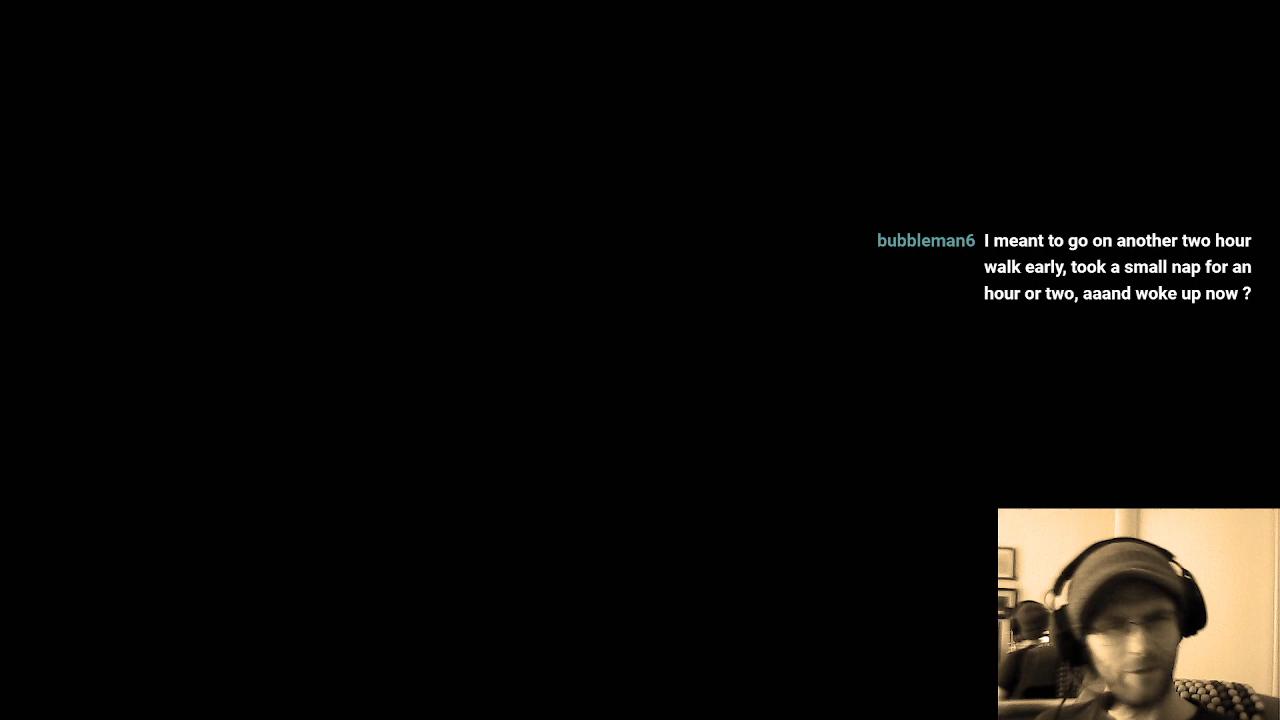 bubbleman6 I meant to go on another two hour
walk early, took a small nap for an
hour or two, aaand woke up now ?